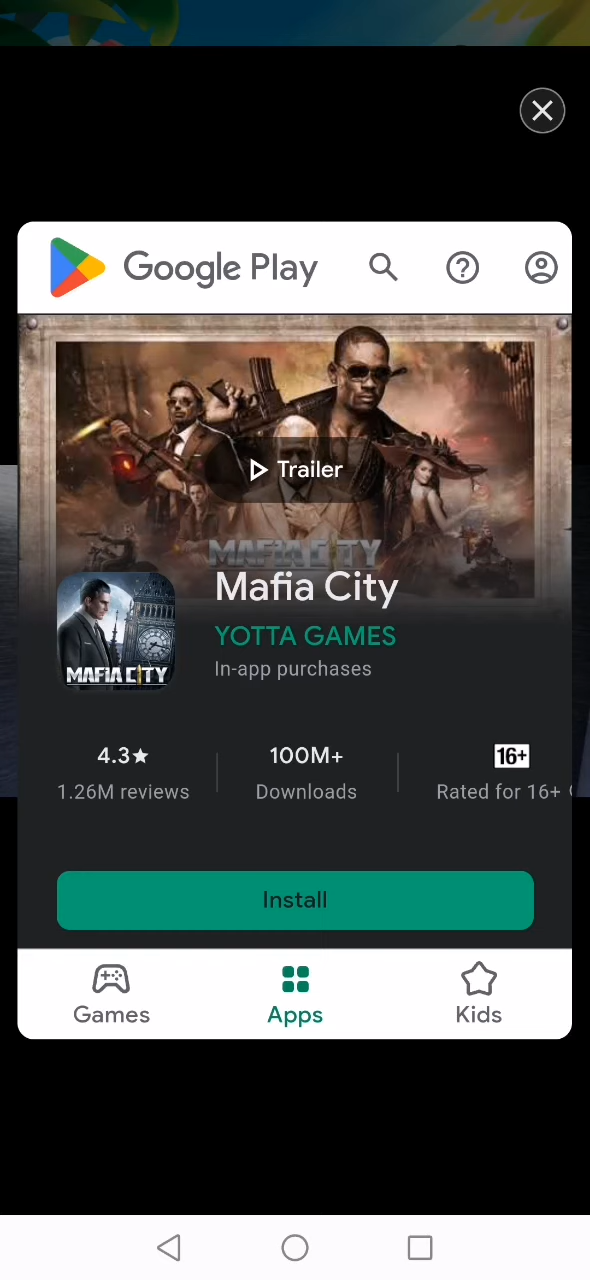 Google Play
Trailer
MAFIA CITY
Mafia City
YOTTA GAMES
In-app purchases
MAFIA CITY
4.3★
100M+
16+
1.26M reviews
Downloads
Rated for 16+
Install
Games
Apps
Kids